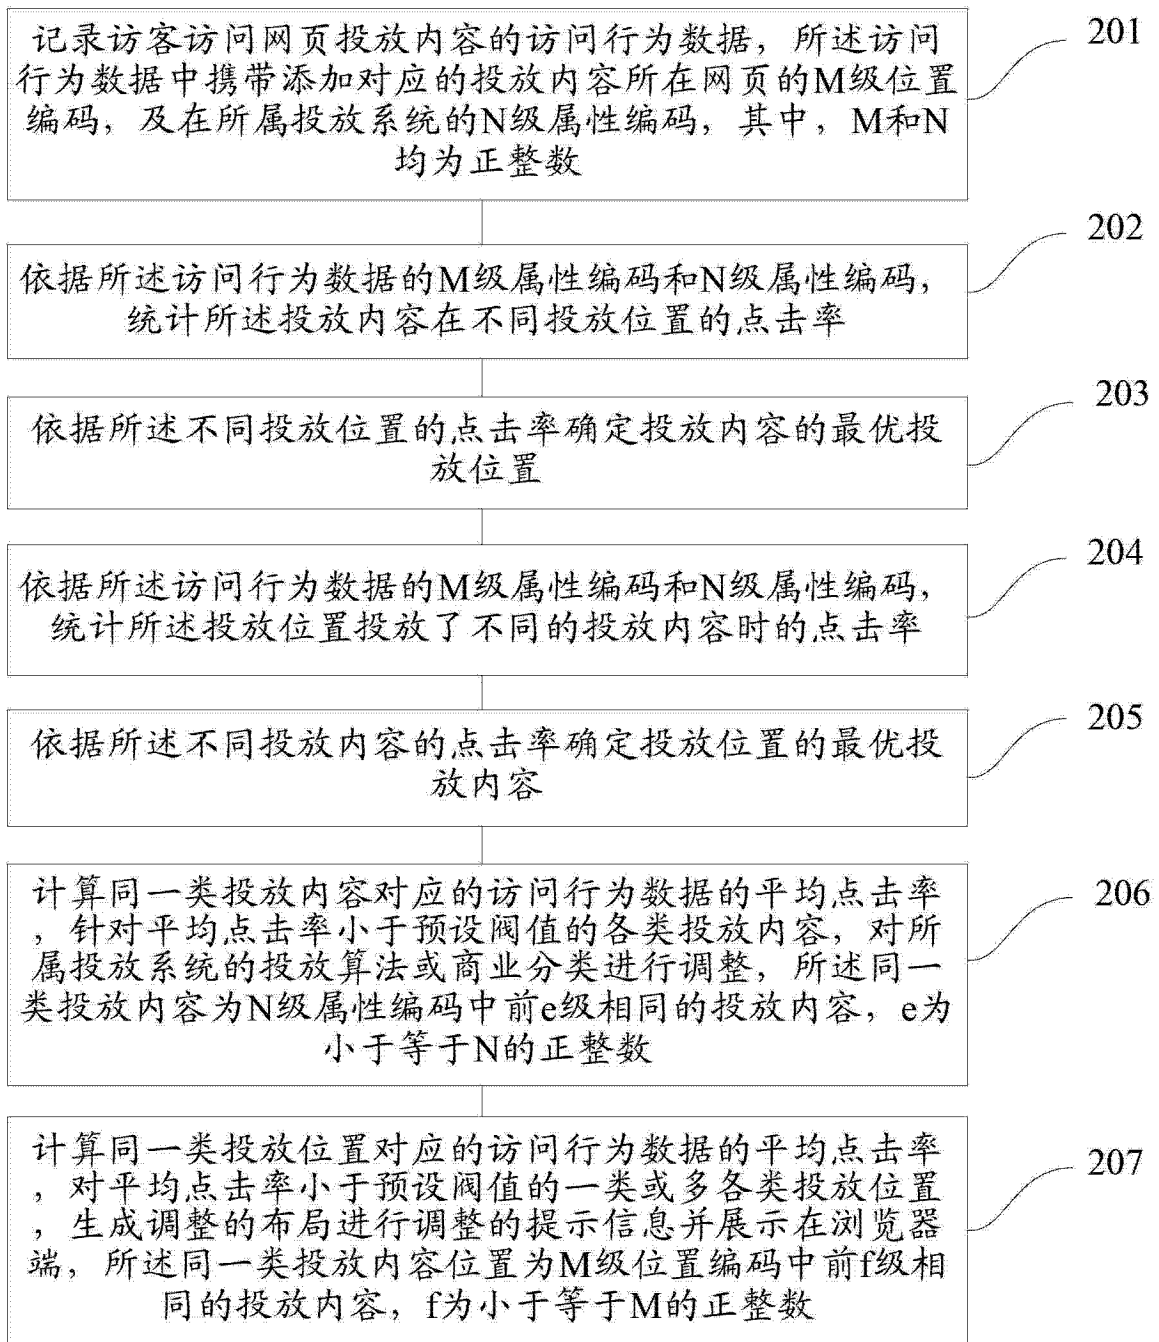 记录访客访问网页投放内容的访问行为数据，所述访问
行为数据中携带添加对应的投放内容所在网页的M级位置
编码，及在所属投放系统的N级属性编码，其中，M和N
均为正整数
201
依据所述访问行为数据的M级属性编码和N级属性编码，
统计所述投放内容在不同投放位置的点击率
202
依据所述不同投放位置的点击率确定投放内容的最优投
放位置
203
依据所述访问行为数据的M级属性编码和N级属性编码，
统计所述投放位置投放了不同的投放内容时的点击率
204
依据所述不同投放内容的点击率确定投放位置的最优投
放内容
205
计算同一类投放内容对应的访问行为数据的平均点击率
，针对平均点击率小于预设阀值的各类投放内容，对所
属投放系统的投放算法或商业分类进行调整，所述同一
类投放内容为N级属性编码中前e级相同的投放内容，e为
小于等于N的正整数
206
计算同一类投放位置对应的访问行为数据的平均点击率
，对平均点击率小于预设阀值的一类或多各类投放位置
，生成调整的布局进行调整的提示信息并展示在浏览器
端，所述同一类投放内容位置为M级位置编码中前f级相
同的投放内容，f为小于等于M的正整数
207